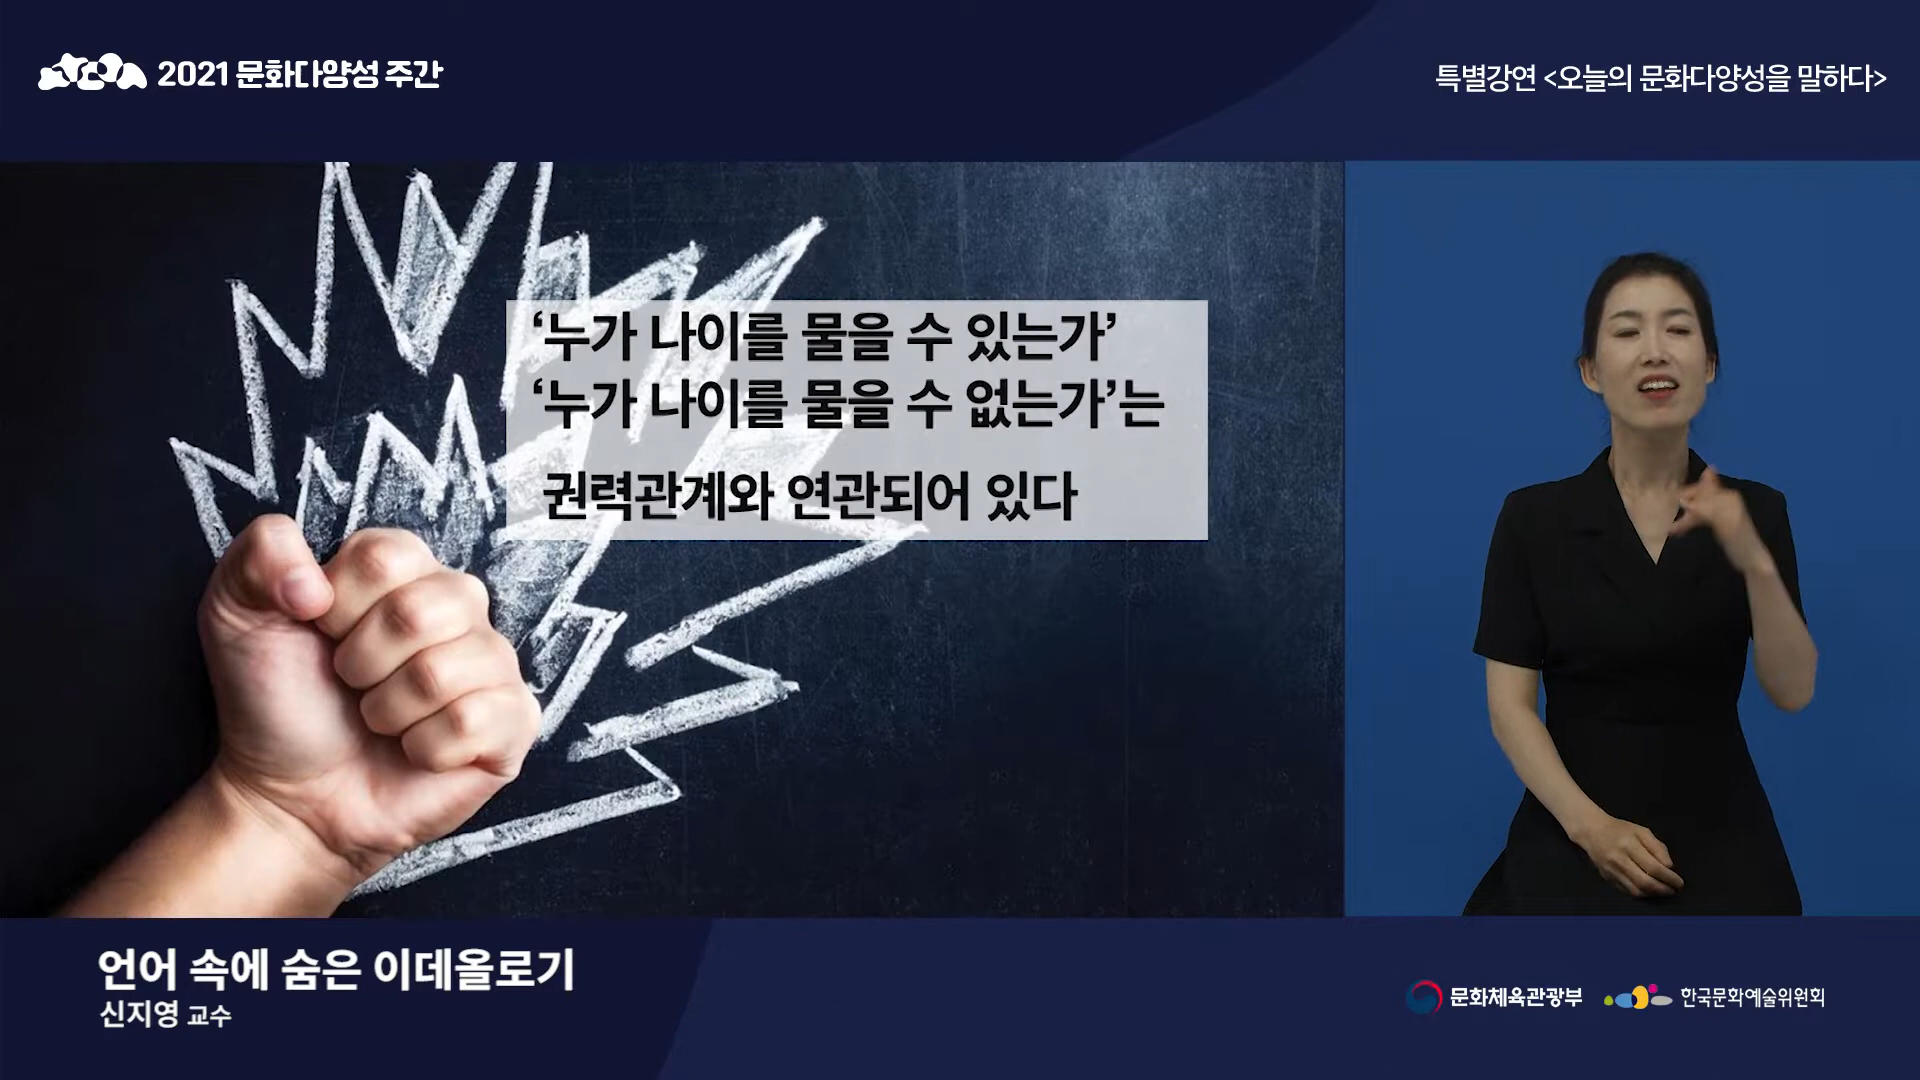 2021 문화다양성 주간
특별강연 <오늘의 문화다양성을 말하다>
‘누가 나이를 물을 수 있는가’
‘누가 나이를 물을 수 없는가’는
권력관계와 연관되어 있다
언어 속에 숨은 이데올로기
신지영 교수
문화체육관광부
한국문화예술위원회